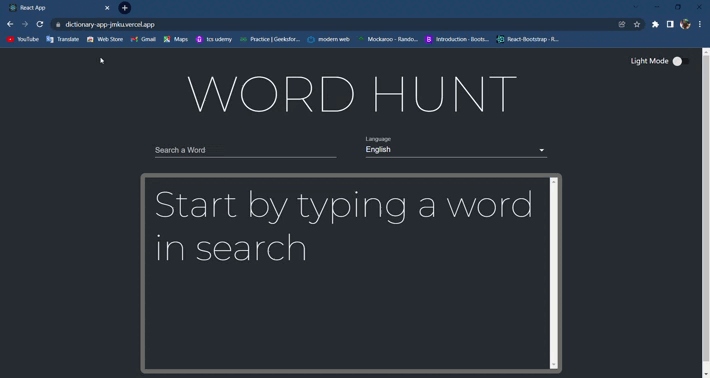 React App
dictionary-app-jmku.vercel.app
YouTube
Translate
Web Store
Gmail
Maps
tcs udemy
Practice | Geeksfor...
modern web
Mockaroo - Rando...
Introduction · Boots...
React-Bootstrap · R...
Light Mode
WORD HUNT
Search a Word
Language
English
Start by typing a word
in search